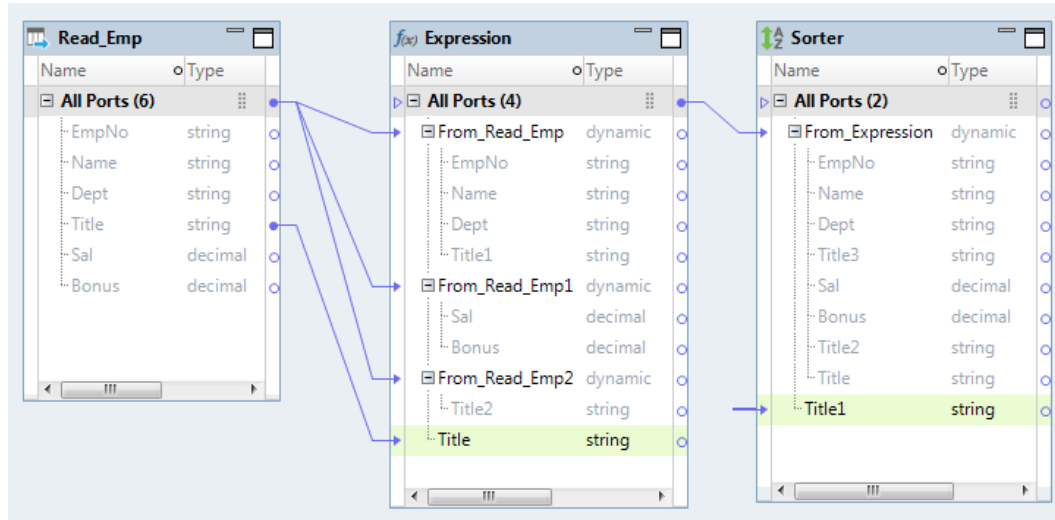 Read_Emp
Name Type
All Ports (6)
EmpNo string
Name string
Dept string
Title string
Sal decimal
Bonus decimal
f(x) Expression
Name Type
All Ports (4)
From_Read_Emp dynamic
EmpNo string
Name string
Dept string
Title1 string
From_Read_Emp1 dynamic
Sal decimal
Bonus decimal
From_Read_Emp2 dynamic
Title2 string
Title string
A Z Sorter
Name Type
All Ports (2)
From_Expression dynamic
EmpNo string
Name string
Dept string
Title3 string
Sal decimal
Bonus decimal
Title2 string
Title string
Title1 string